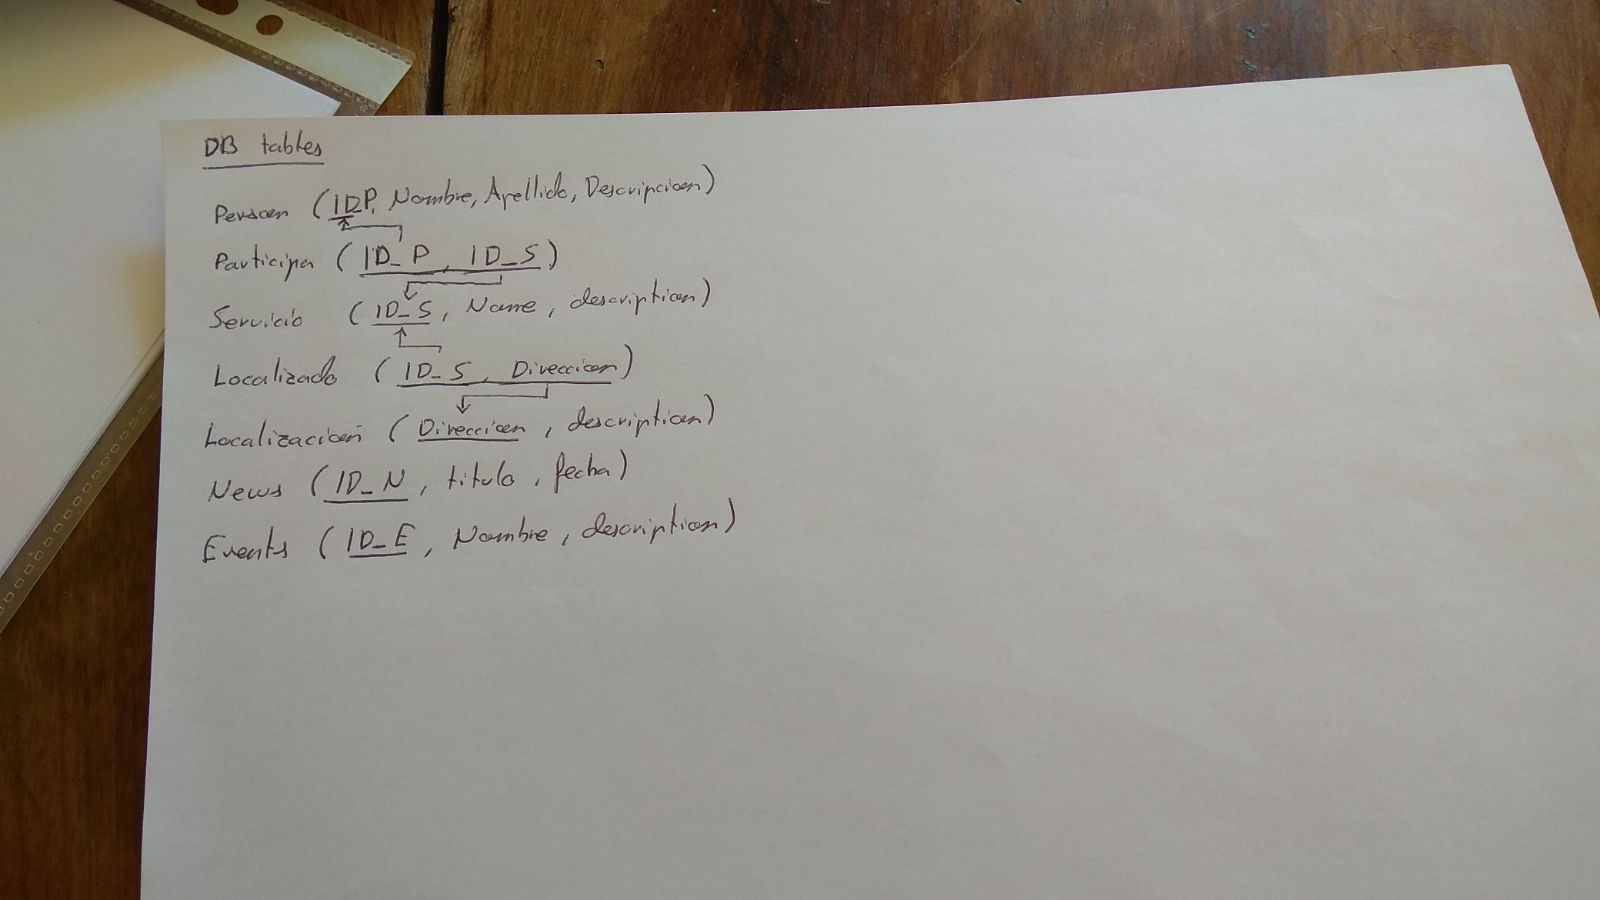 DB tables
Person (ID_P, Nombre, Apellido, Descripcion)
Participa (ID_P, ID_S)
Servicio (ID_S, Name, description)
Localizado (ID_S, Direccion)
Localizacion (Direccion, description)
News (ID_N, titulo, fecha)
Events (ID_E, Nombre, description)